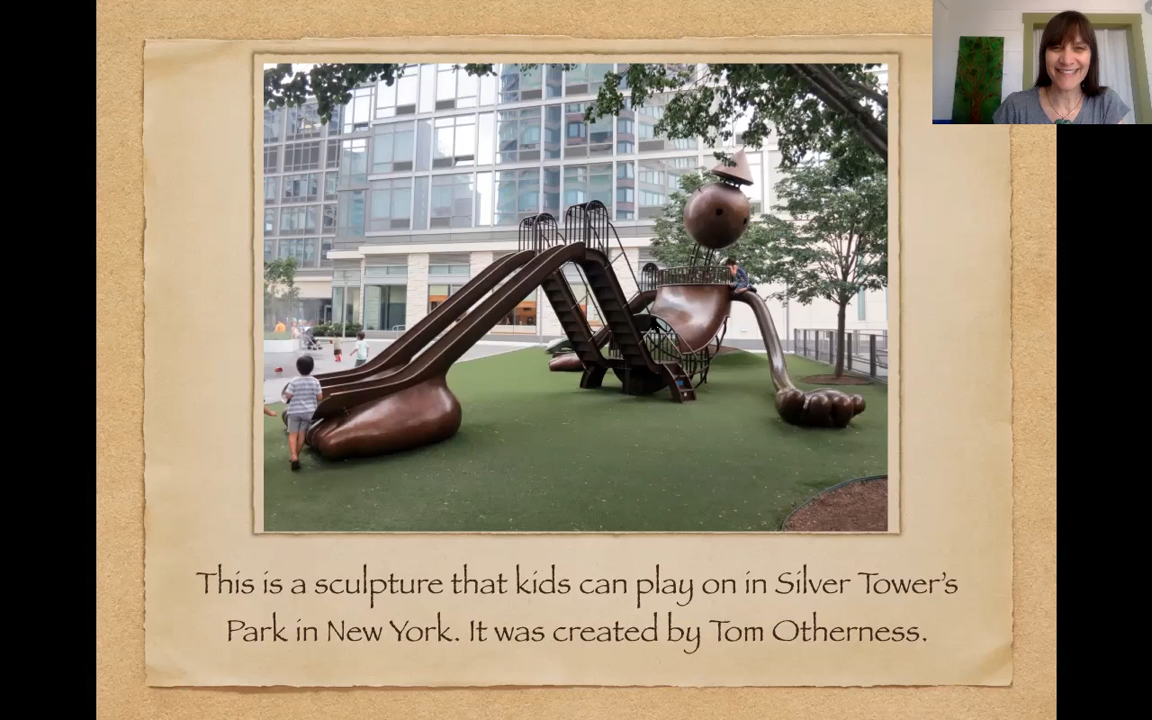 This is a sculpture that kids can play on in Silver Tower's
Park in New York. It was created by Tom Otherness.